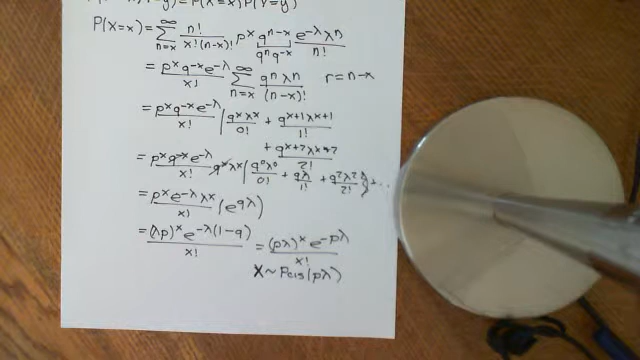 P(X=x)P(Y=y)
P(X=x) = ∑_{n=x}^{∞} n!/(x!(n-x)!) p^x q^{n-x} (e^{-λ} λ^n)/n!
q^n q^{-x}
= (p^x q^{-x} e^{-λ})/x! ∑_{n=x}^{∞} (q^n λ^n)/(n-x)! r=n-x
= (p^x q^{-x} e^{-λ})/x! ( (q^x λ^x)/0! + (q^{x+1} λ^{x+1})/1!
+ (q^{x+2} λ^{x+2})/2!
= (p^x q^{-x} e^{-λ})/x! q^x λ^x ( (q^0 λ^0)/0! + (qλ)/1! + (q^2 λ^2)/2! + ...
= (p^x e^{-λ} λ^x)/x! (e^{qλ})
= ((λp)^x e^{-λ(1-q)})/x! = ((pλ)^x e^{-pλ})/x!
X ~ Pois(pλ)